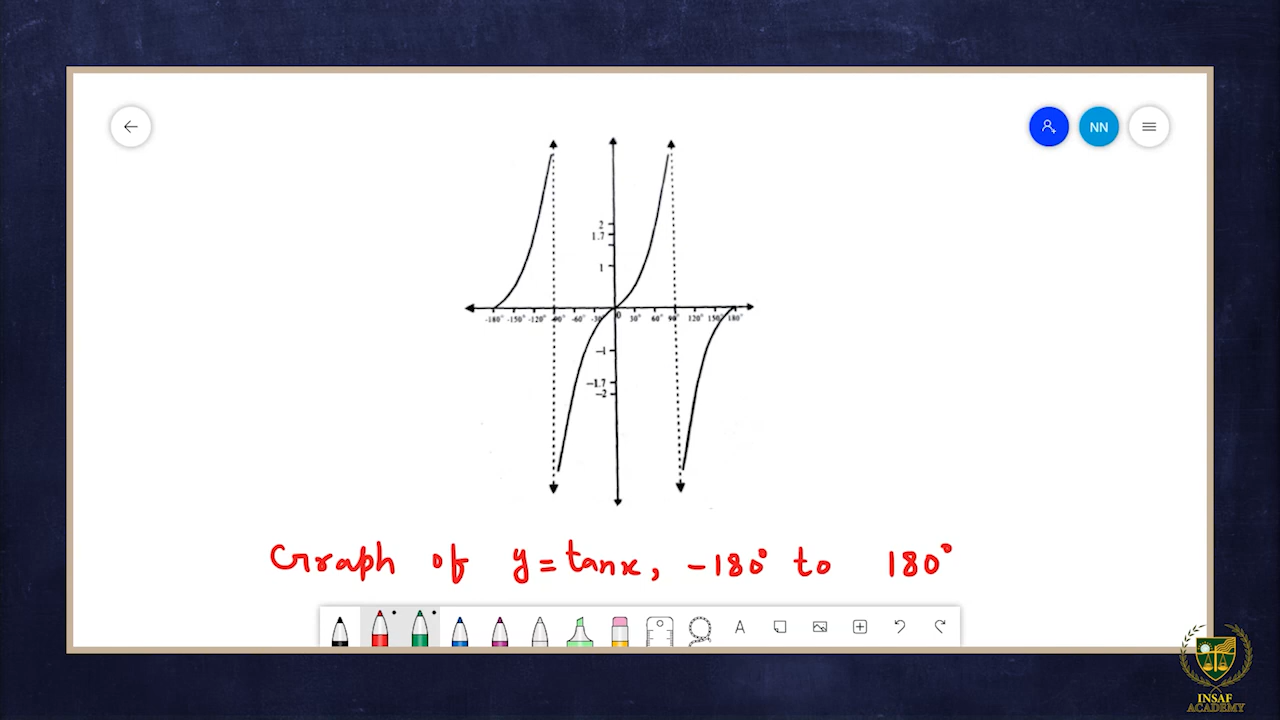 NN
2
1.7
1
-180° -150° -120° -90° -60° -30° 0 30° 60° 90° 120° 150° 180°
-1
-1.7
-2
Graph of y=tanx, -180° to 180°
A
INSAF
ACADEMY